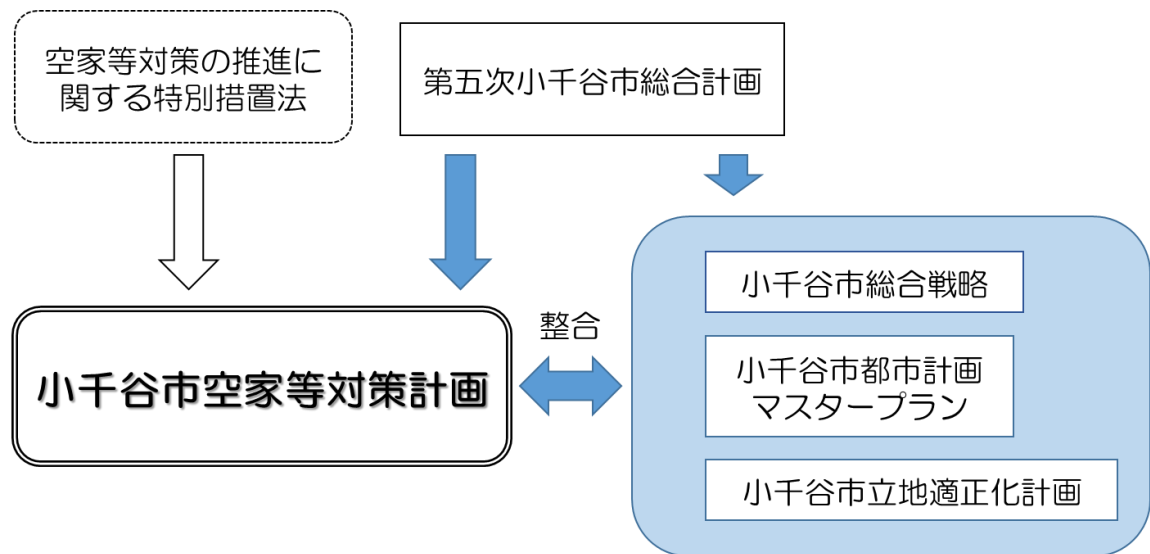 空家等対策の推進に
関する特別措置法
第五次小千谷市総合計画
小千谷市空家等対策計画
整合
小千谷市総合戦略
小千谷市都市計画
マスタープラン
小千谷市立地適正化計画